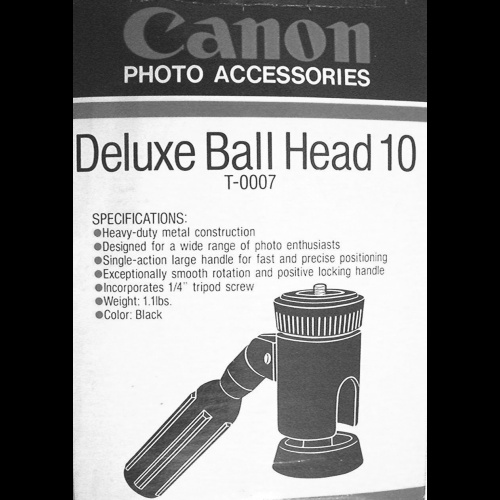 Canon
PHOTO ACCESSORIES
Deluxe Ball Head 10
T-0007
SPECIFICATIONS:
●Heavy-duty metal construction
●Designed for a wide range of photo enthusiasts
●Single-action large handle for fast and precise positioning
●Exceptionally smooth rotation and positive locking handle
●Incorporates 1/4" tripod screw
●Weight: 1.1lbs.
●Color: Black